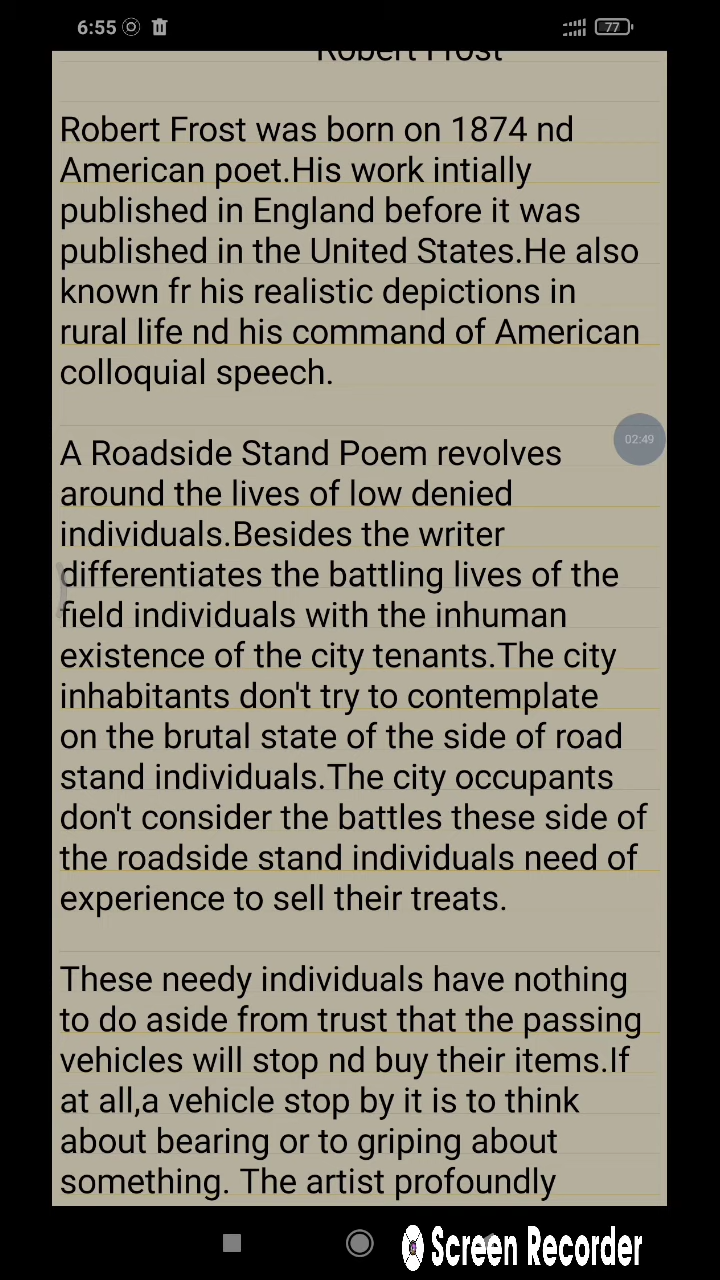 6:55
77
Robert Frost
Robert Frost was born on 1874 nd
American poet.His work intially
published in England before it was
published in the United States.He also
known fr his realistic depictions in
rural life nd his command of American
colloquial speech.
02:49
A Roadside Stand Poem revolves
around the lives of low denied
individuals.Besides the writer
differentiates the battling lives of the
field individuals with the inhuman
existence of the city tenants.The city
inhabitants don't try to contemplate
on the brutal state of the side of road
stand individuals.The city occupants
don't consider the battles these side of
the roadside stand individuals need of
experience to sell their treats.
These needy individuals have nothing
to do aside from trust that the passing
vehicles will stop nd buy their items.If
at all,a vehicle stop by it is to think
about bearing or to griping about
something. The artist profoundly
Screen Recorder